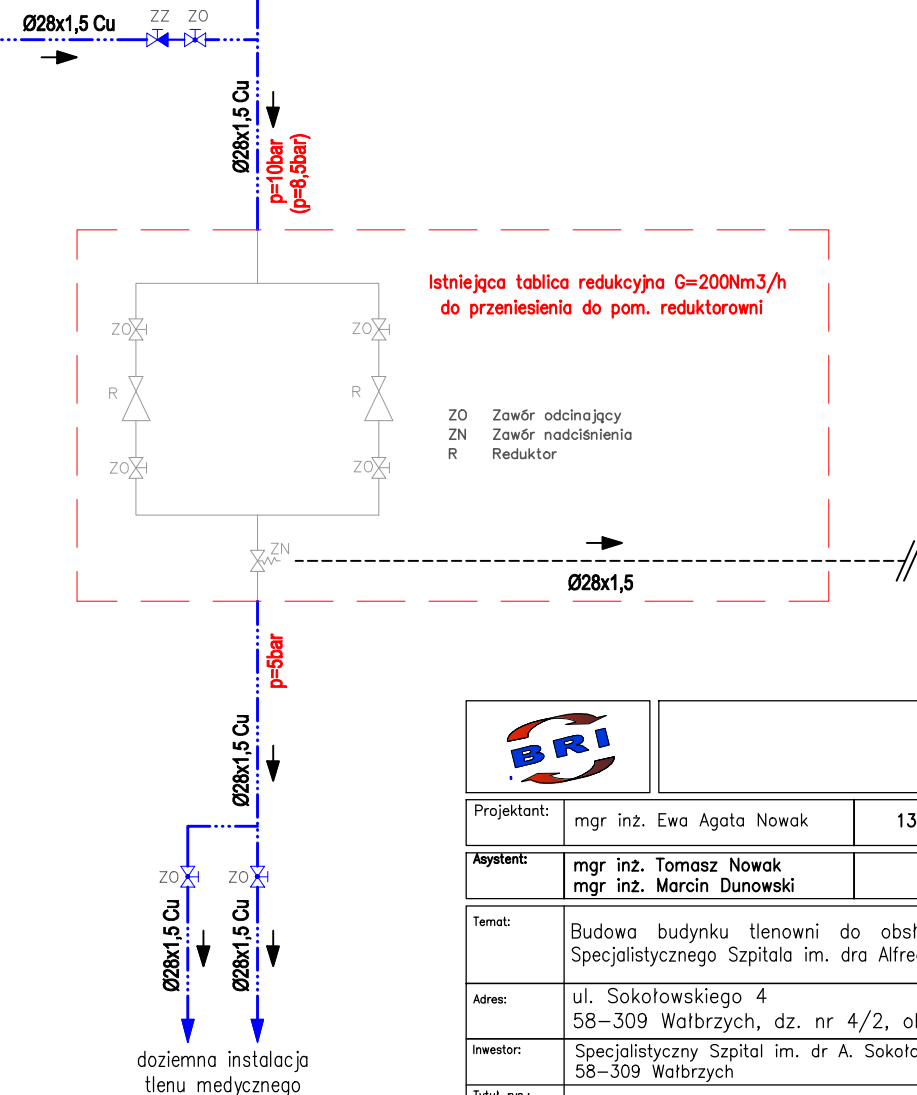 Ø28x1,5 Cu
ZZ ZO
Ø28x1,5 Cu
p=10bar
(p=8,5bar)
Istniejąca tablica redukcyjna G=200Nm3/h
do przeniesienia do pom. reduktorowni
ZO
ZO
R
R
ZO Zawór odcinający
ZN Zawór nadciśnienia
R Reduktor
ZO
ZO
ZN
Ø28x1,5
p=5bar
Ø28x1,5 Cu
ZO
ZO
Ø28x1,5 Cu
Ø28x1,5 Cu
doziemna instalacja
tlenu medycznego
BRI
Projektant: mgr inż. Ewa Agata Nowak 13
Asystent: mgr inż. Tomasz Nowak
mgr inż. Marcin Dunowski
Temat: Budowa budynku tlenowni do obsł
Specjalistycznego Szpitala im. dra Alfre
Adres: ul. Sokołowskiego 4
58-309 Wałbrzych, dz. nr 4/2, ob
Inwestor: Specjalistyczny Szpital im. dr A. Sokoło
58-309 Wałbrzych